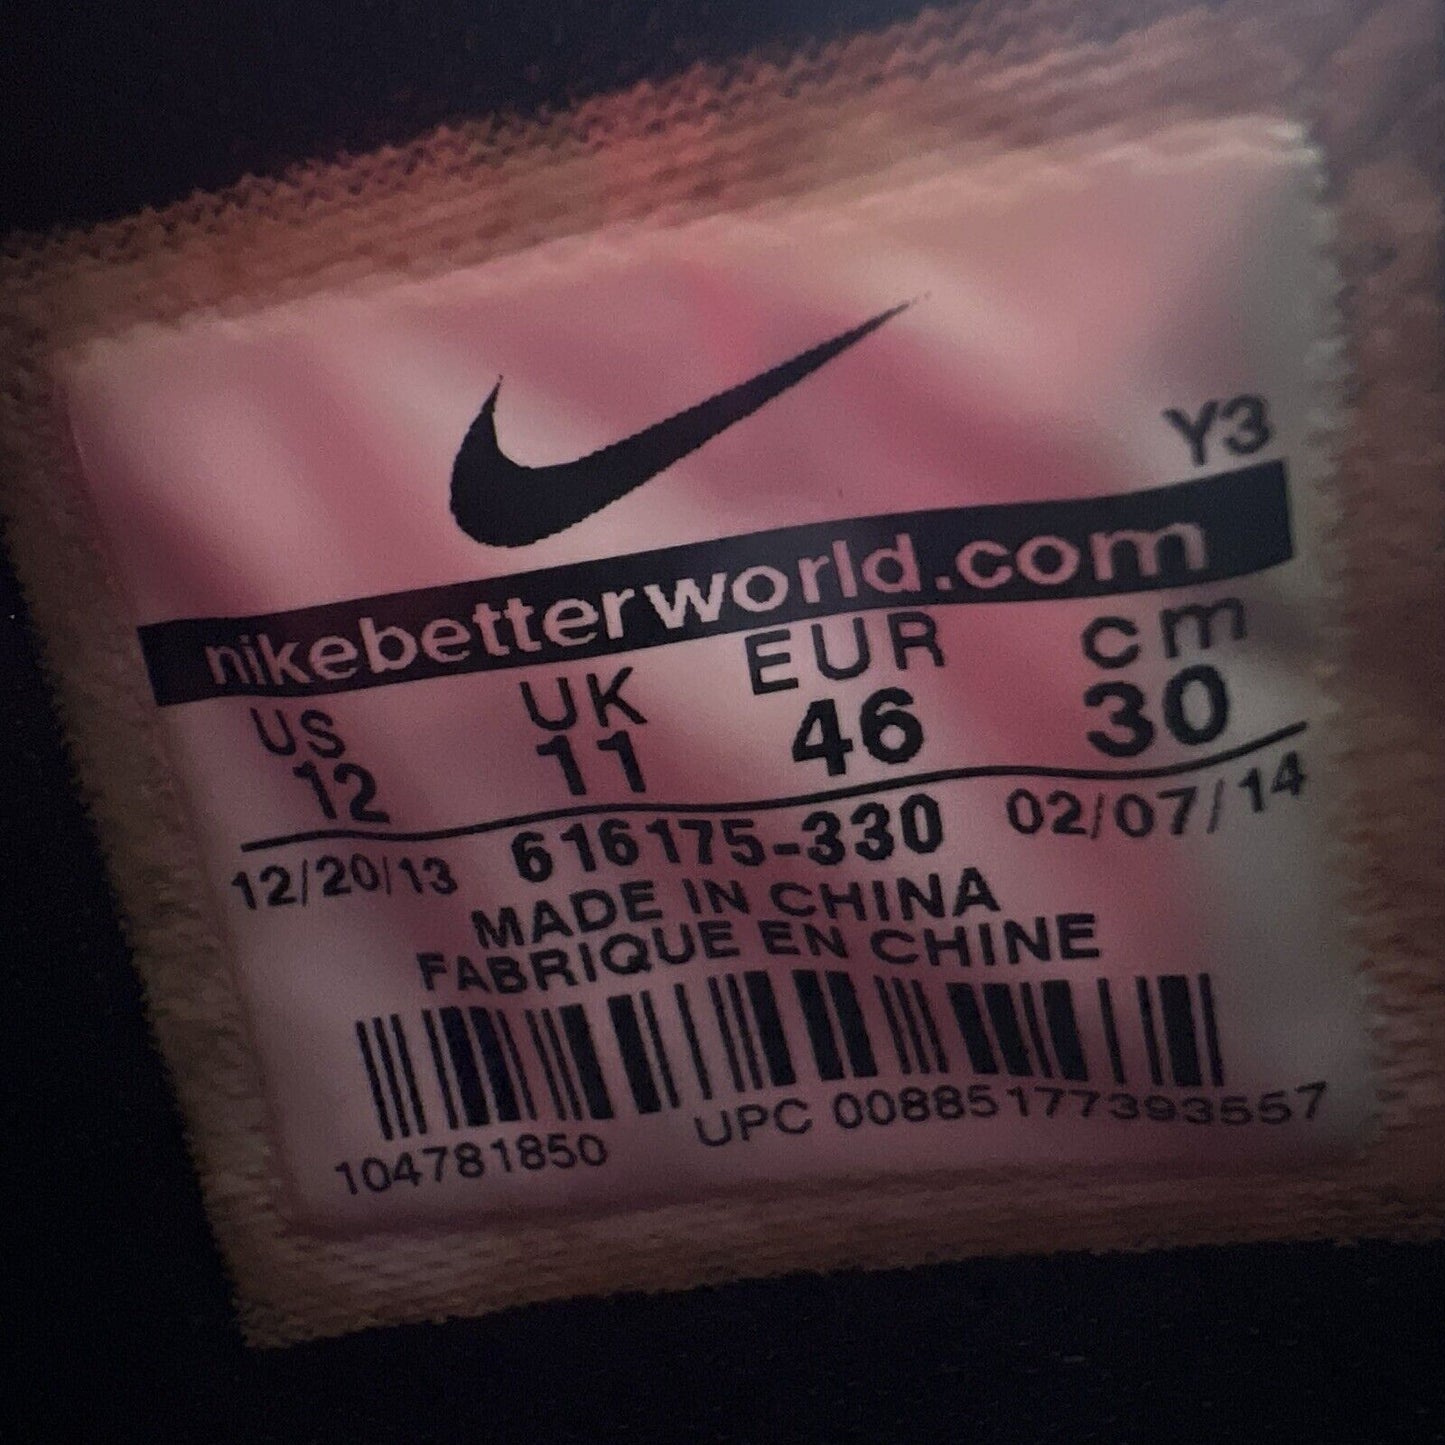 Y3
nikebetterworld.com
US UK EUR cm
12 11 46 30
12/20/13 616175-330 02/07/14
MADE IN CHINA
FABRIQUE EN CHINE
104781850 UPC 00885177393557